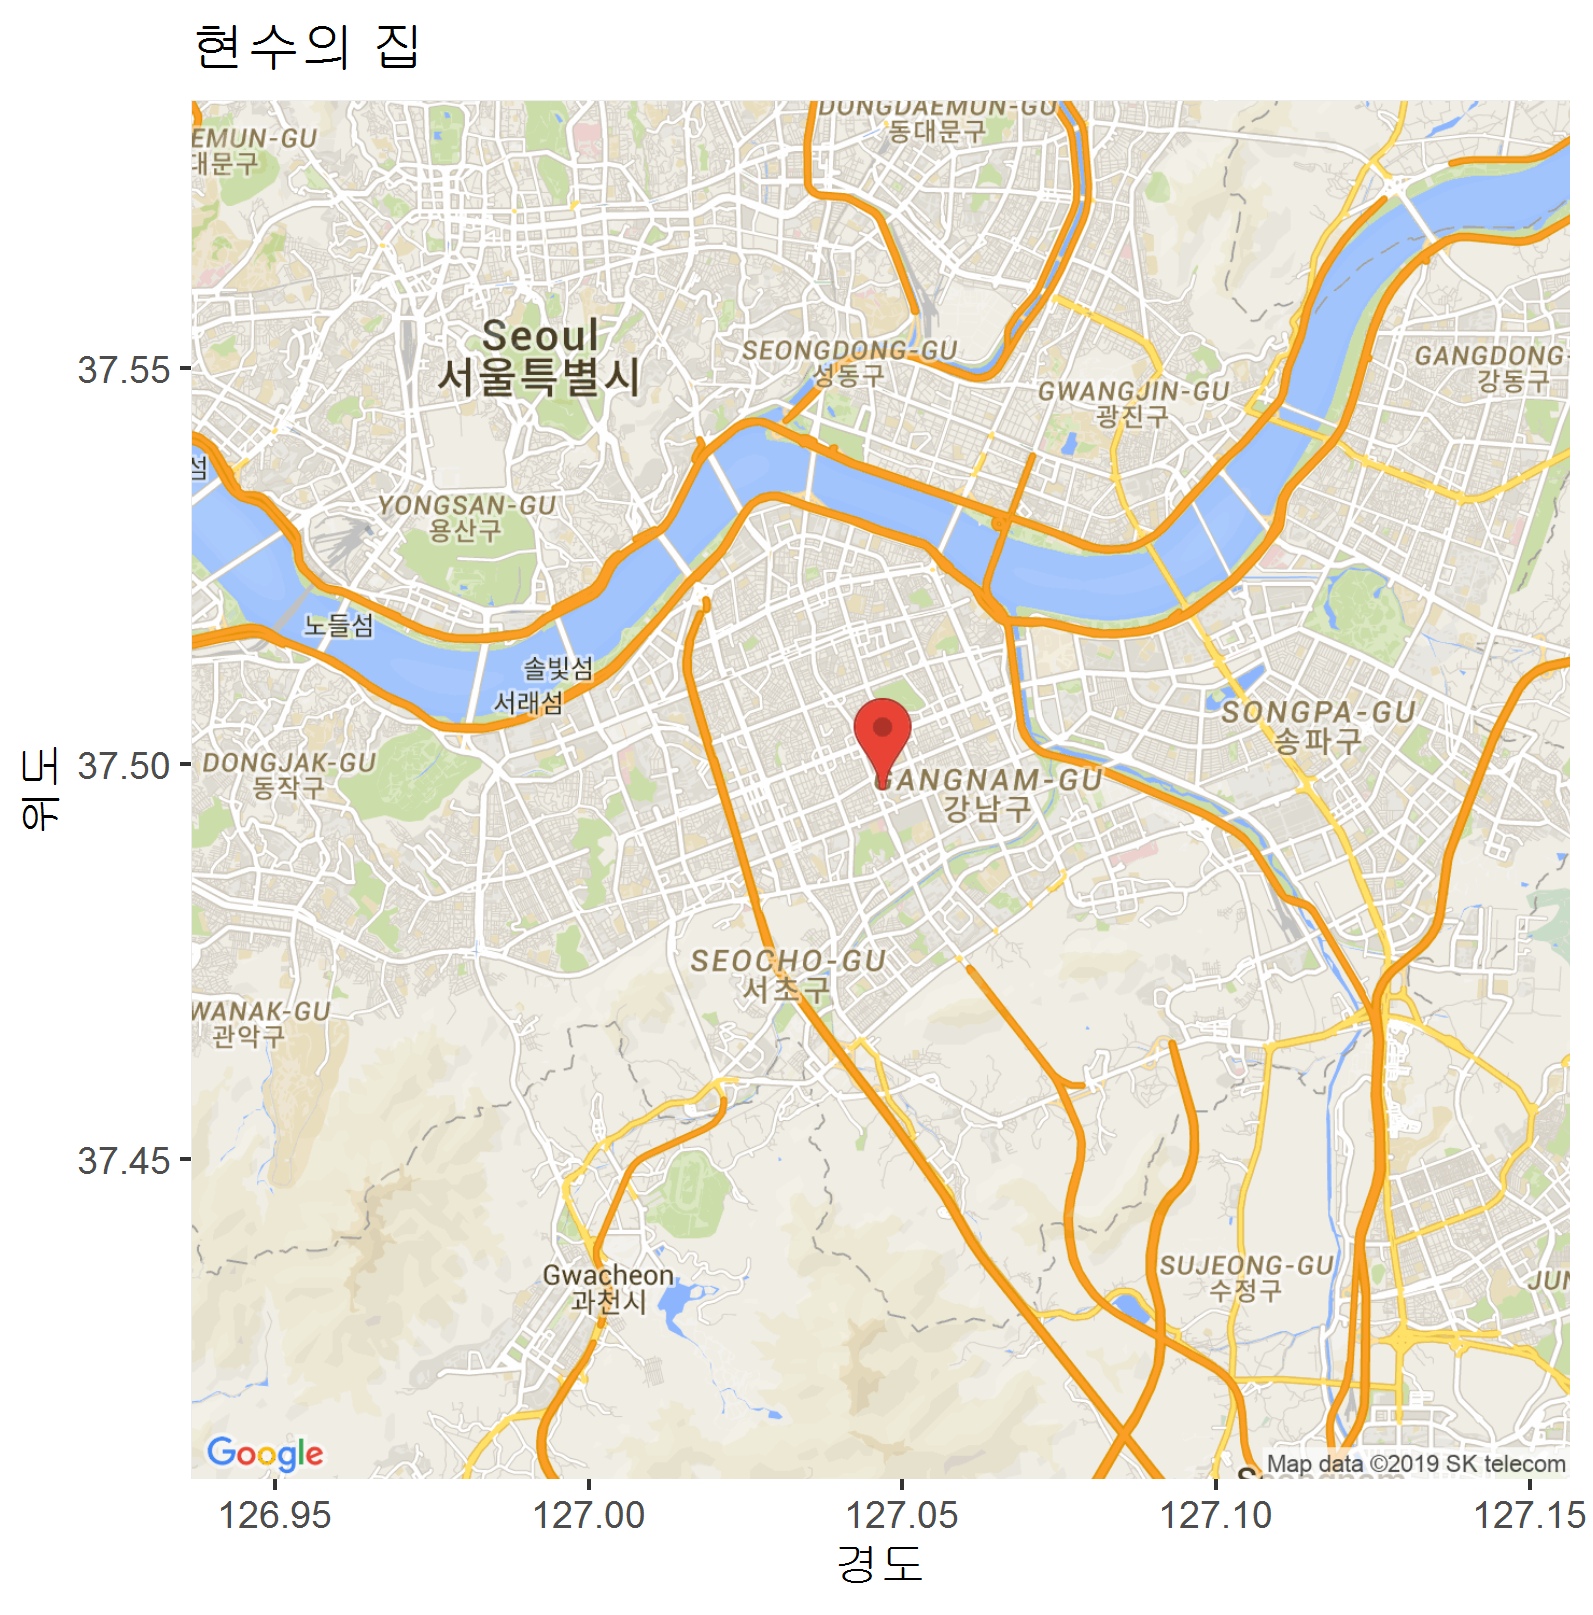 현수의 집
DONGDAEMUN-GU
동대문구
EMUN-GU
대문구
Seoul
서울특별시
SEONGDONG-GU
성동구
GWANGJIN-GU
광진구
GANGDONG-
강동구
섬
YONGSAN-GU
용산구
노들섬
솔빛섬
서래섬
SONGPA-GU
송파구
DONGJAK-GU
동작구
GANGNAM-GU
강남구
SEOCHO-GU
서초구
WANAK-GU
관악구
Gwacheon
과천시
SUJEONG-GU
수정구
JUN
Google
Map data ©2019 SK telecom
37.55
37.50
37.45
위도
126.95
127.00
127.05
127.10
127.15
경도